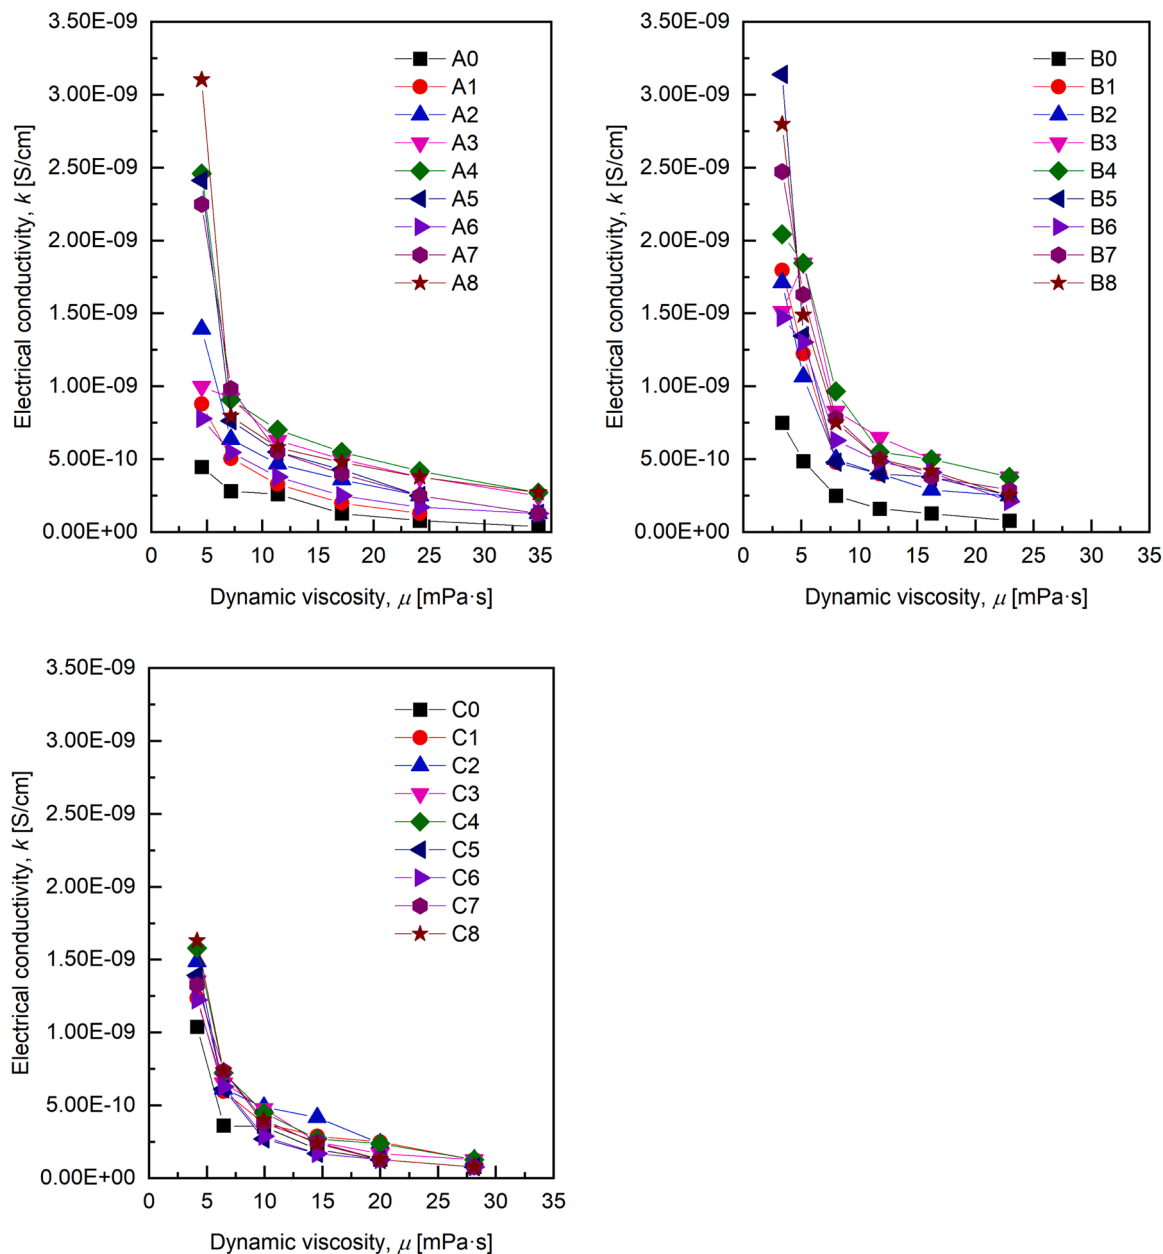 3.50E-09
3.00E-09
2.50E-09
2.00E-09
1.50E-09
1.00E-09
5.00E-10
0.00E+00
Electrical conductivity, k [S/cm]
A0
A1
A2
A3
A4
A5
A6
A7
A8
0 5 10 15 20 25 30 35
Dynamic viscosity, μ [mPa·s]
3.50E-09
3.00E-09
2.50E-09
2.00E-09
1.50E-09
1.00E-09
5.00E-10
0.00E+00
Electrical conductivity, k [S/cm]
B0
B1
B2
B3
B4
B5
B6
B7
B8
0 5 10 15 20 25 30 35
Dynamic viscosity, μ [mPa·s]
3.50E-09
3.00E-09
2.50E-09
2.00E-09
1.50E-09
1.00E-09
5.00E-10
0.00E+00
Electrical conductivity, k [S/cm]
C0
C1
C2
C3
C4
C5
C6
C7
C8
0 5 10 15 20 25 30 35
Dynamic viscosity, μ [mPa·s]